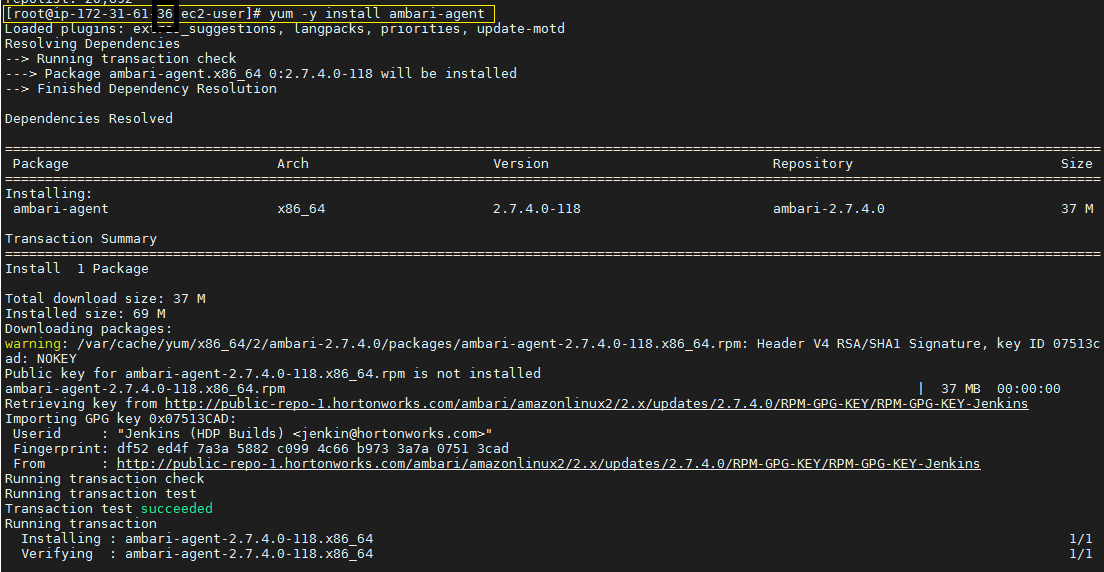 repolist: 26,892
[root@ip-172-31-61-36 ec2-user]# yum -y install ambari-agent
Loaded plugins: ext_suggestions, langpacks, priorities, update-motd
Resolving Dependencies
--> Running transaction check
---> Package ambari-agent.x86_64 0:2.7.4.0-118 will be installed
--> Finished Dependency Resolution
Dependencies Resolved
================================================================================
Package Arch Version Repository Size
================================================================================
Installing:
ambari-agent x86_64 2.7.4.0-118 ambari-2.7.4.0 37 M
Transaction Summary
================================================================================
Install  1 Package
Total download size: 37 M
Installed size: 69 M
Downloading packages:
warning: /var/cache/yum/x86_64/2/ambari-2.7.4.0/packages/ambari-agent-2.7.4.0-118.x86_64.rpm: Header V4 RSA/SHA1 Signature, key ID 07513c
ad: NOKEY
Public key for ambari-agent-2.7.4.0-118.x86_64.rpm is not installed
ambari-agent-2.7.4.0-118.x86_64.rpm | 37 MB 00:00:00
Retrieving key from http://public-repo-1.hortonworks.com/ambari/amazonlinux2/2.x/updates/2.7.4.0/RPM-GPG-KEY/RPM-GPG-KEY-Jenkins
Importing GPG key 0x07513CAD:
Userid : "Jenkins (HDP Builds) <jenkin@hortonworks.com>"
Fingerprint: df52 ed4f 7a3a 5882 c099 4c66 b973 3a7a 0751 3cad
From : http://public-repo-1.hortonworks.com/ambari/amazonlinux2/2.x/updates/2.7.4.0/RPM-GPG-KEY/RPM-GPG-KEY-Jenkins
Running transaction check
Running transaction test
Transaction test succeeded
Running transaction
Installing : ambari-agent-2.7.4.0-118.x86_64 1/1
Verifying : ambari-agent-2.7.4.0-118.x86_64 1/1